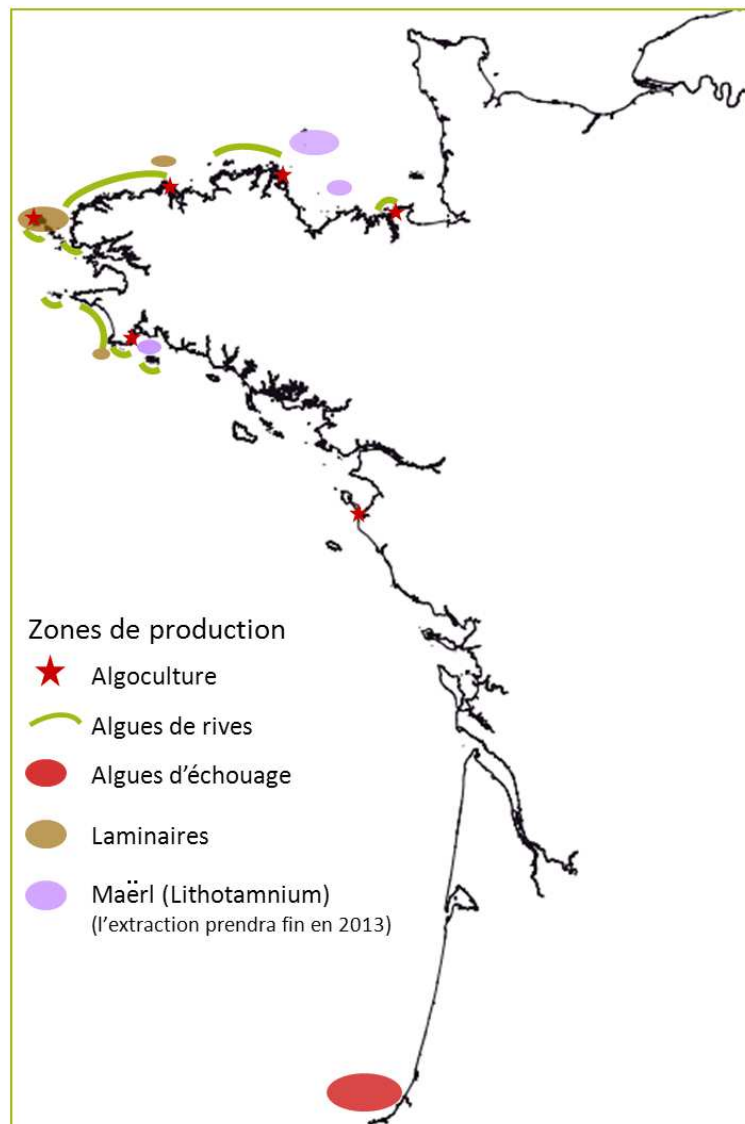 Zones de production
Algoculture
Algues de rives
Algues d'échouage
Laminaires
Maërl (Lithotamnium)
(l'extraction prendra fin en 2013)